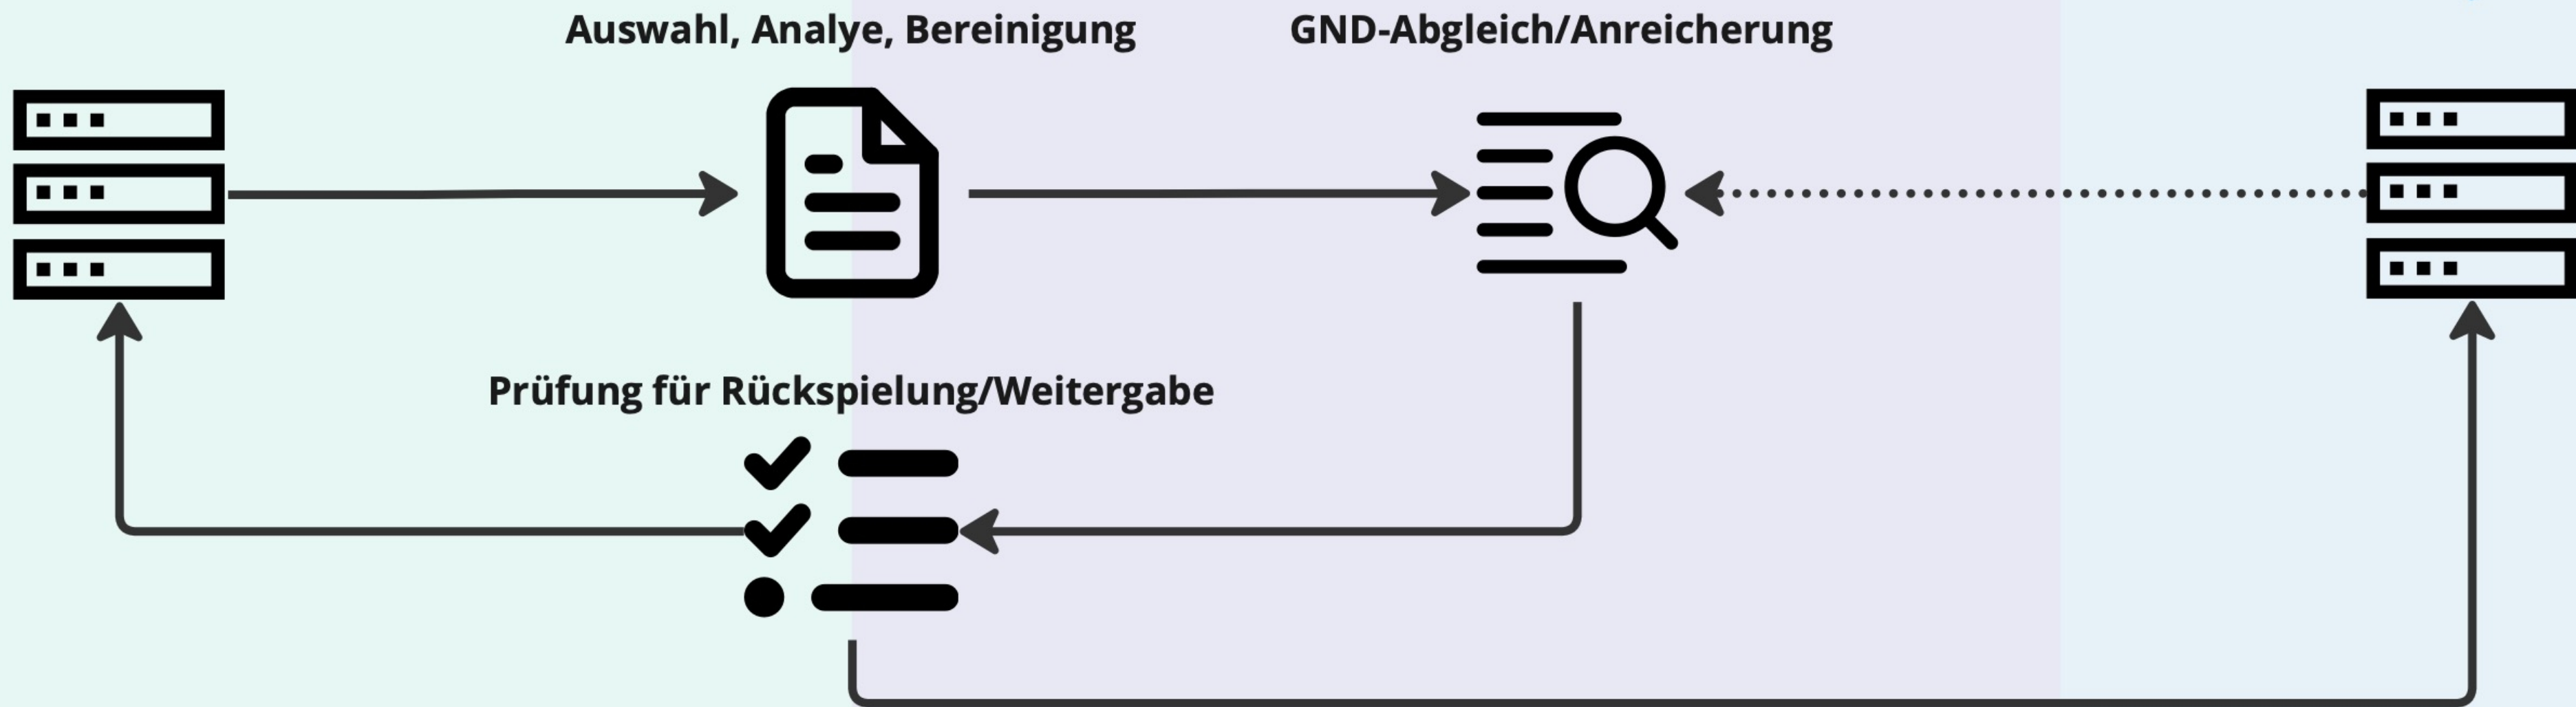 Auswahl, Analye, Bereinigung
GND-Abgleich/Anreicherung
Prüfung für Rückspielung/Weitergabe